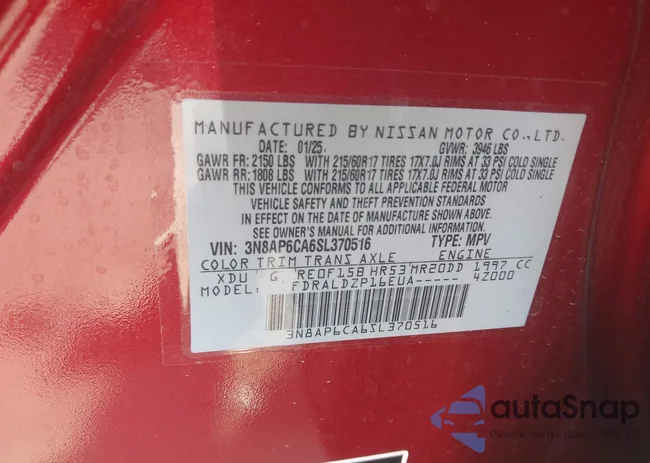 MANUFACTURED BY NISSAN MOTOR CO.,LTD.
DATE: 01/25. GVWR: 3946 LBS
GAWR FR: 2150 LBS WITH 215/60R17 TIRES 17X7.0J RIMS AT 33 PSI COLD SINGLE
GAWR RR: 1808 LBS WITH 215/60R17 TIRES 17X7.0J RIMS AT 33 PSI COLD SINGLE
THIS VEHICLE CONFORMS TO ALL APPLICABLE FEDERAL MOTOR
VEHICLE SAFETY AND THEFT PREVENTION STANDARDS
IN EFFECT ON THE DATE OF MANUFACTURE SHOWN ABOVE.
SEE OWNER'S MANUAL FOR ADDITIONAL INFORMATION.
VIN: 3N8AP6CA6SL370516 TYPE: MPV
COLOR TRIM TRANS AXLE ENGINE
XDU G RE0F15B HR53 MR20DD 1997 CC
MODEL: FDRALDZP16EUA----- 4Z000
3N8AP6CA6SL370516
autaSnap